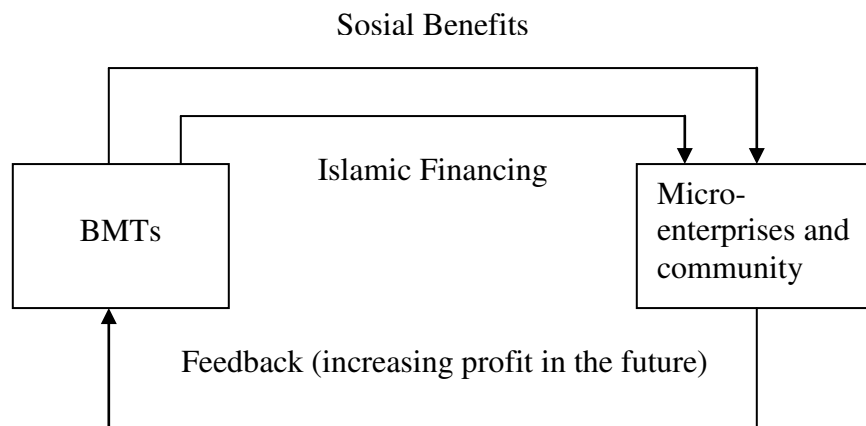 Sosial Benefits
Islamic Financing
BMTs
Micro-
enterprises and
community
Feedback (increasing profit in the future)